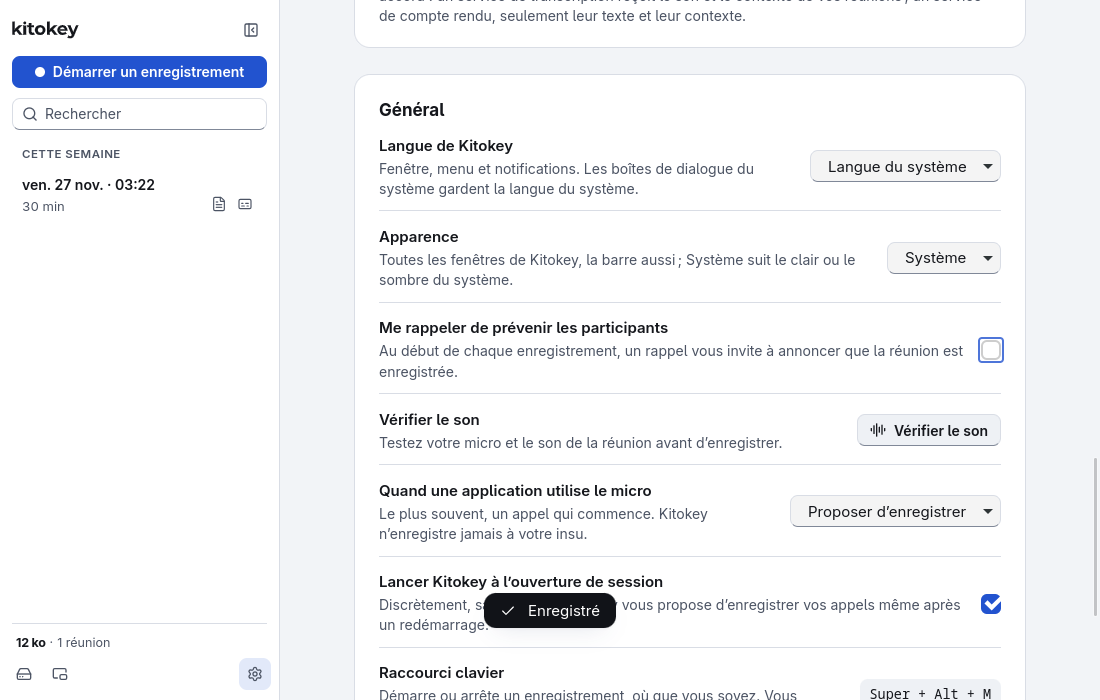 kitokey
Démarrer un enregistrement
Rechercher
CETTE SEMAINE
ven. 27 nov. · 03:22
30 min
12 ko · 1 réunion
de compte rendu, seulement leur texte et leur contexte.
Général
Langue de Kitokey
Fenêtre, menu et notifications. Les boîtes de dialogue du
système gardent la langue du système.
Langue du système
Apparence
Toutes les fenêtres de Kitokey, la barre aussi ; Système suit le clair ou le
sombre du système.
Système
Me rappeler de prévenir les participants
Au début de chaque enregistrement, un rappel vous invite à annoncer que la réunion est
enregistrée.
Vérifier le son
Testez votre micro et le son de la réunion avant d’enregistrer.
Vérifier le son
Quand une application utilise le micro
Le plus souvent, un appel qui commence. Kitokey
n’enregistre jamais à votre insu.
Proposer d’enregistrer
Lancer Kitokey à l’ouverture de session
Discrètement, vous propose d’enregistrer vos appels même après
un redémarrage.
Enregistré
Raccourci clavier
Démarre ou arrête un enregistrement, où que vous soyez. Vous
Super + Alt + M